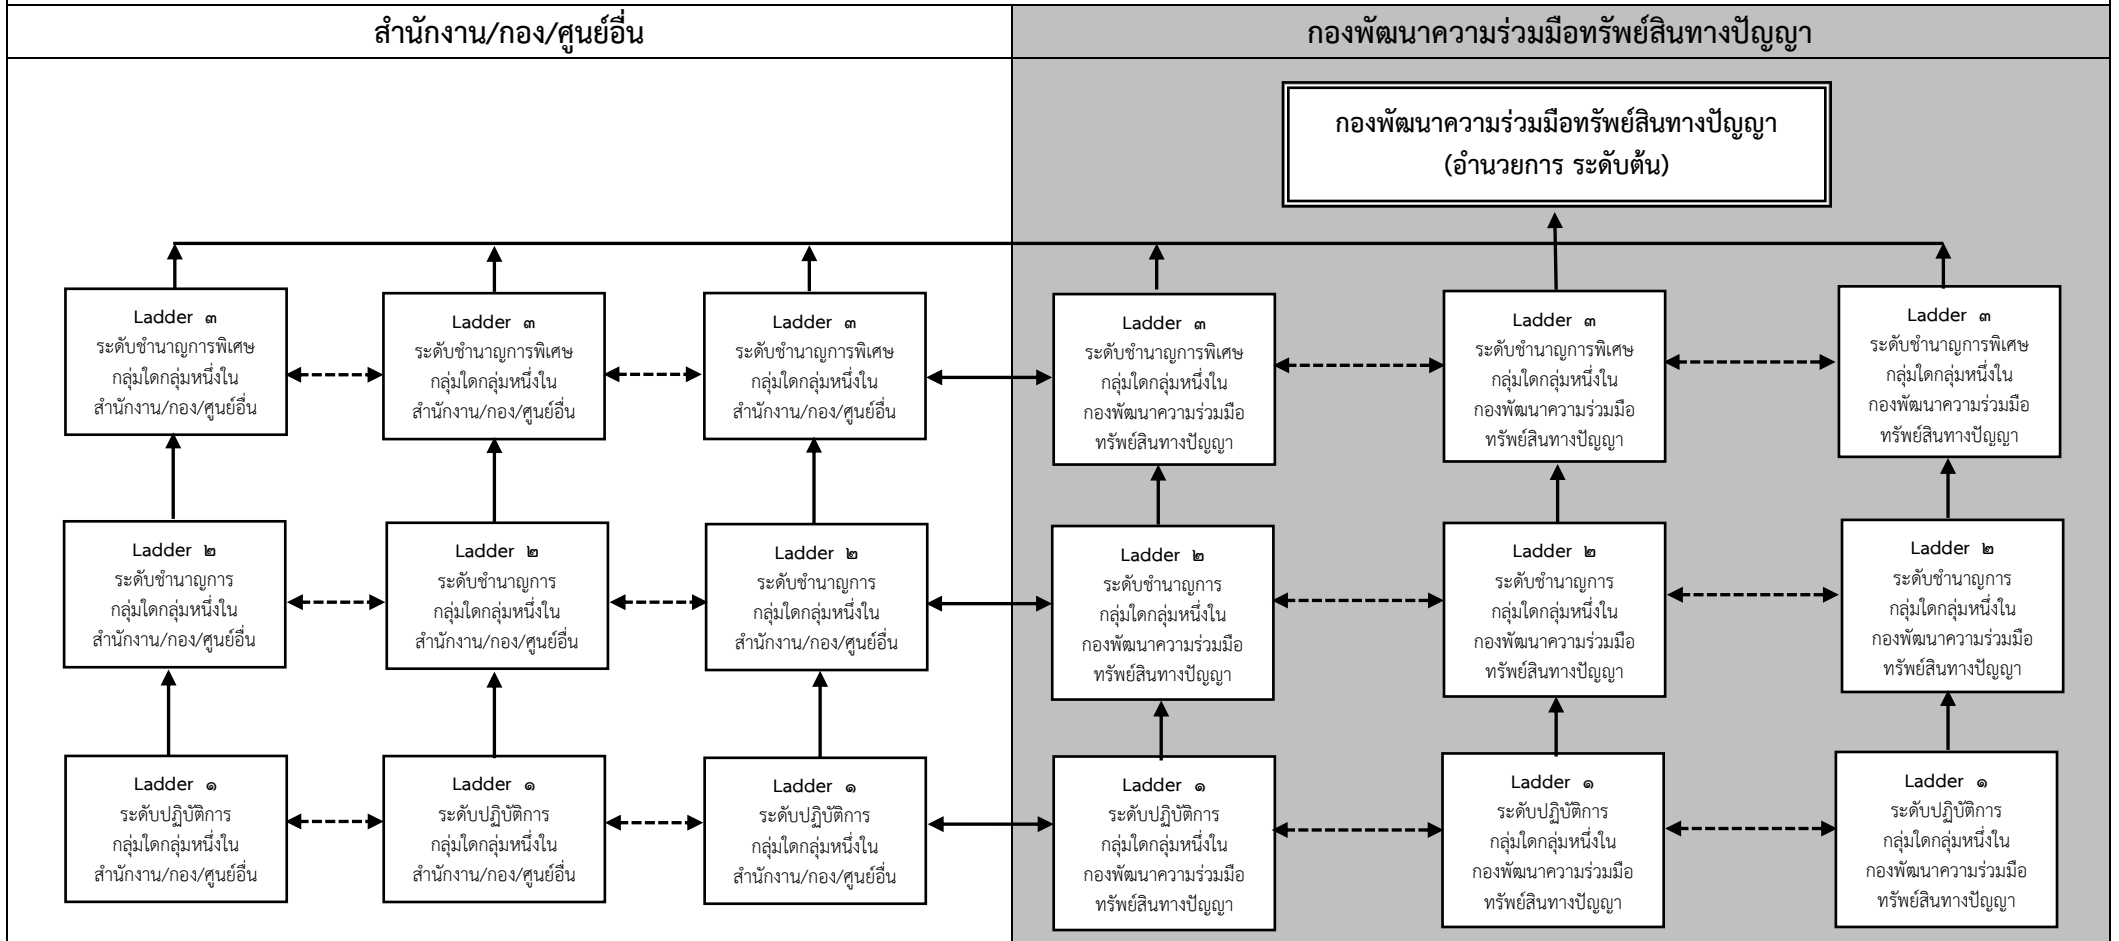 สำนักงาน/กอง/ศูนย์อื่น
กองพัฒนาความร่วมมือทรัพย์สินทางปัญญา
กองพัฒนาความร่วมมือทรัพย์สินทางปัญญา
(อำนวยการ ระดับต้น)
Ladder ๓
ระดับชำนาญการพิเศษ
กลุ่มใดกลุ่มหนึ่งใน
สำนักงาน/กอง/ศูนย์อื่น
Ladder ๓
ระดับชำนาญการพิเศษ
กลุ่มใดกลุ่มหนึ่งใน
สำนักงาน/กอง/ศูนย์อื่น
Ladder ๓
ระดับชำนาญการพิเศษ
กลุ่มใดกลุ่มหนึ่งใน
สำนักงาน/กอง/ศูนย์อื่น
Ladder ๓
ระดับชำนาญการพิเศษ
กลุ่มใดกลุ่มหนึ่งใน
กองพัฒนาความร่วมมือ
ทรัพย์สินทางปัญญา
Ladder ๓
ระดับชำนาญการพิเศษ
กลุ่มใดกลุ่มหนึ่งใน
กองพัฒนาความร่วมมือ
ทรัพย์สินทางปัญญา
Ladder ๓
ระดับชำนาญการพิเศษ
กลุ่มใดกลุ่มหนึ่งใน
กองพัฒนาความร่วมมือ
ทรัพย์สินทางปัญญา
Ladder ๒
ระดับชำนาญการ
กลุ่มใดกลุ่มหนึ่งใน
สำนักงาน/กอง/ศูนย์อื่น
Ladder ๒
ระดับชำนาญการ
กลุ่มใดกลุ่มหนึ่งใน
สำนักงาน/กอง/ศูนย์อื่น
Ladder ๒
ระดับชำนาญการ
กลุ่มใดกลุ่มหนึ่งใน
สำนักงาน/กอง/ศูนย์อื่น
Ladder ๒
ระดับชำนาญการ
กลุ่มใดกลุ่มหนึ่งใน
กองพัฒนาความร่วมมือ
ทรัพย์สินทางปัญญา
Ladder ๒
ระดับชำนาญการ
กลุ่มใดกลุ่มหนึ่งใน
กองพัฒนาความร่วมมือ
ทรัพย์สินทางปัญญา
Ladder ๒
ระดับชำนาญการ
กลุ่มใดกลุ่มหนึ่งใน
กองพัฒนาความร่วมมือ
ทรัพย์สินทางปัญญา
Ladder ๑
ระดับปฏิบัติการ
กลุ่มใดกลุ่มหนึ่งใน
สำนักงาน/กอง/ศูนย์อื่น
Ladder ๑
ระดับปฏิบัติการ
กลุ่มใดกลุ่มหนึ่งใน
สำนักงาน/กอง/ศูนย์อื่น
Ladder ๑
ระดับปฏิบัติการ
กลุ่มใดกลุ่มหนึ่งใน
สำนักงาน/กอง/ศูนย์อื่น
Ladder ๑
ระดับปฏิบัติการ
กลุ่มใดกลุ่มหนึ่งใน
กองพัฒนาความร่วมมือ
ทรัพย์สินทางปัญญา
Ladder ๑
ระดับปฏิบัติการ
กลุ่มใดกลุ่มหนึ่งใน
กองพัฒนาความร่วมมือ
ทรัพย์สินทางปัญญา
Ladder ๑
ระดับปฏิบัติการ
กลุ่มใดกลุ่มหนึ่งใน
กองพัฒนาความร่วมมือ
ทรัพย์สินทางปัญญา